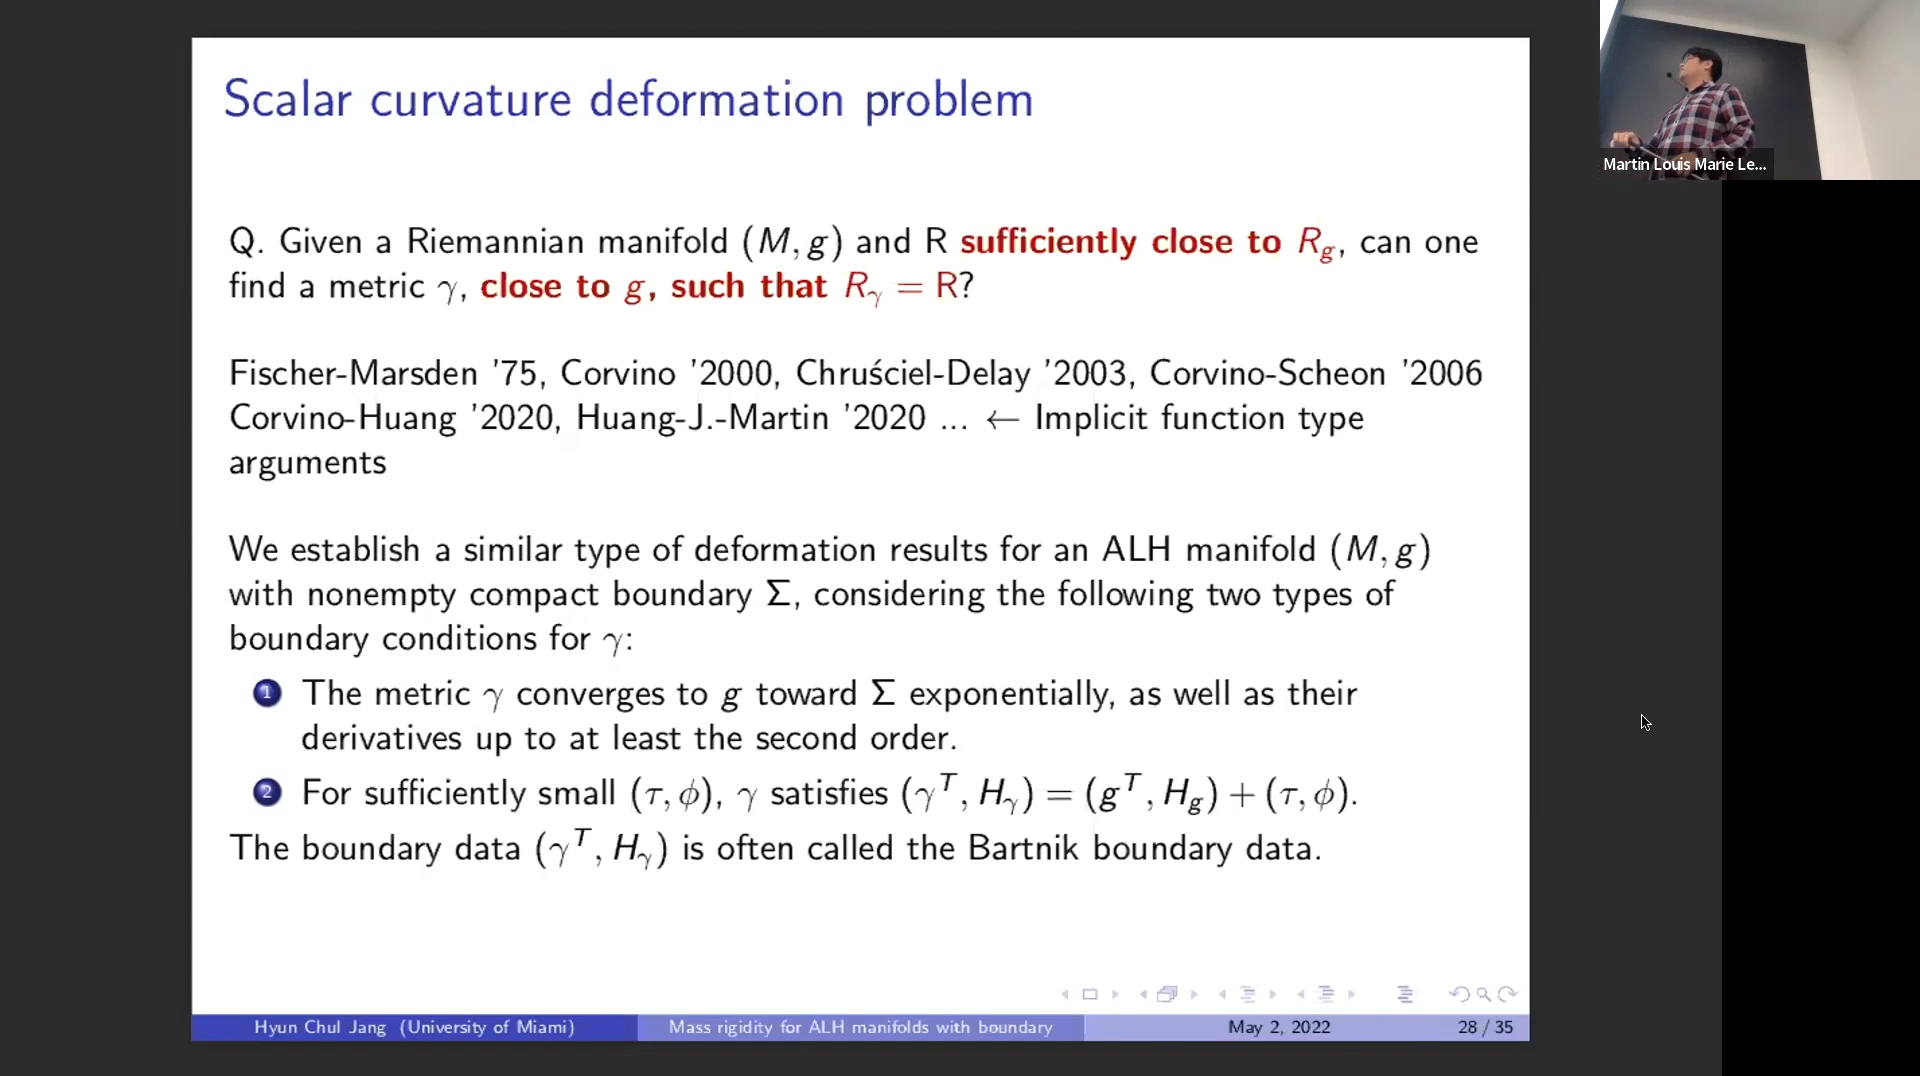 Scalar curvature deformation problem
Q. Given a Riemannian manifold (M, g) and R sufficiently close to R_g, can one
find a metric γ, close to g, such that R_γ = R?
Fischer-Marsden '75, Corvino '2000, Chruściel-Delay '2003, Corvino-Scheon '2006
Corvino-Huang '2020, Huang-J.-Martin '2020 ... ← Implicit function type
arguments
We establish a similar type of deformation results for an ALH manifold (M, g)
with nonempty compact boundary Σ, considering the following two types of
boundary conditions for γ:
1 The metric γ converges to g toward Σ exponentially, as well as their
derivatives up to at least the second order.
2 For sufficiently small (τ, ϕ), γ satisfies (γ^T, H_γ) = (g^T, H_g) + (τ, ϕ).
The boundary data (γ^T, H_γ) is often called the Bartnik boundary data.
Hyun Chul Jang (University of Miami) Mass rigidity for ALH manifolds with boundary May 2, 2022 28 / 35
Martin Louis Marie Le...